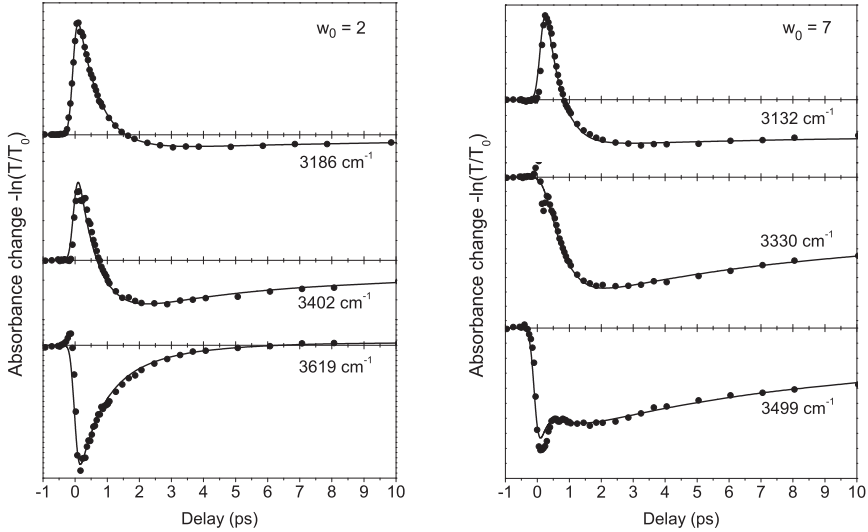 w0 = 2
Absorbance change -ln(T/T0)
3186 cm-1
3402 cm-1
3619 cm-1
-1 0 1 2 3 4 5 6 7 8 9 10
Delay (ps)
w0 = 7
Absorbance change -ln(T/T0)
3132 cm-1
3330 cm-1
3499 cm-1
-1 0 1 2 3 4 5 6 7 8 9 10
Delay (ps)